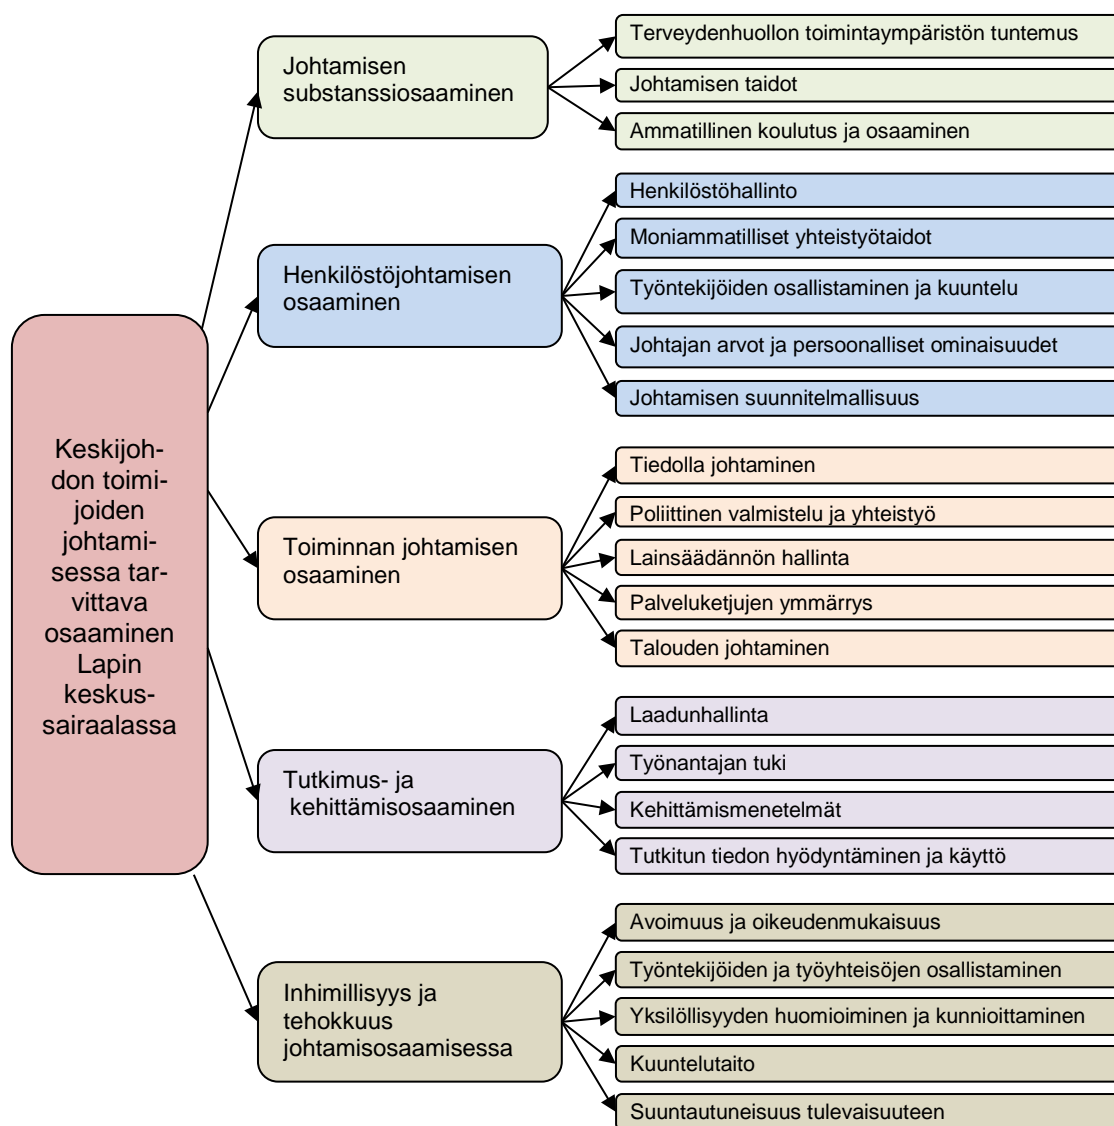 Keskijoh-
don toimi-
joiden
johtami-
sessa tar-
vittava
osaaminen
Lapin
keskus-
sairaalassa
Johtamisen
substanssiosaaminen
Terveydenhuollon toimintaympäristön tuntemus
Johtamisen taidot
Ammatillinen koulutus ja osaaminen
Henkilöstöjohtamisen
osaaminen
Henkilöstöhallinto
Moniammatilliset yhteistyötaidot
Työntekijöiden osallistaminen ja kuuntelu
Johtajan arvot ja persoonalliset ominaisuudet
Johtamisen suunnitelmallisuus
Toiminnan johtamisen
osaaminen
Tiedolla johtaminen
Poliittinen valmistelu ja yhteistyö
Lainsäädännön hallinta
Palveluketjujen ymmärrys
Talouden johtaminen
Tutkimus- ja
kehittämisosaaminen
Laadunhallinta
Työnantajan tuki
Kehittämismenetelmät
Tutkitun tiedon hyödyntäminen ja käyttö
Inhimillisyys ja
tehokkuus
johtamisosaamisessa
Avoimuus ja oikeudenmukaisuus
Työntekijöiden ja työyhteisöjen osallistaminen
Yksilöllisyyden huomioiminen ja kunnioittaminen
Kuuntelutaito
Suuntautuneisuus tulevaisuuteen